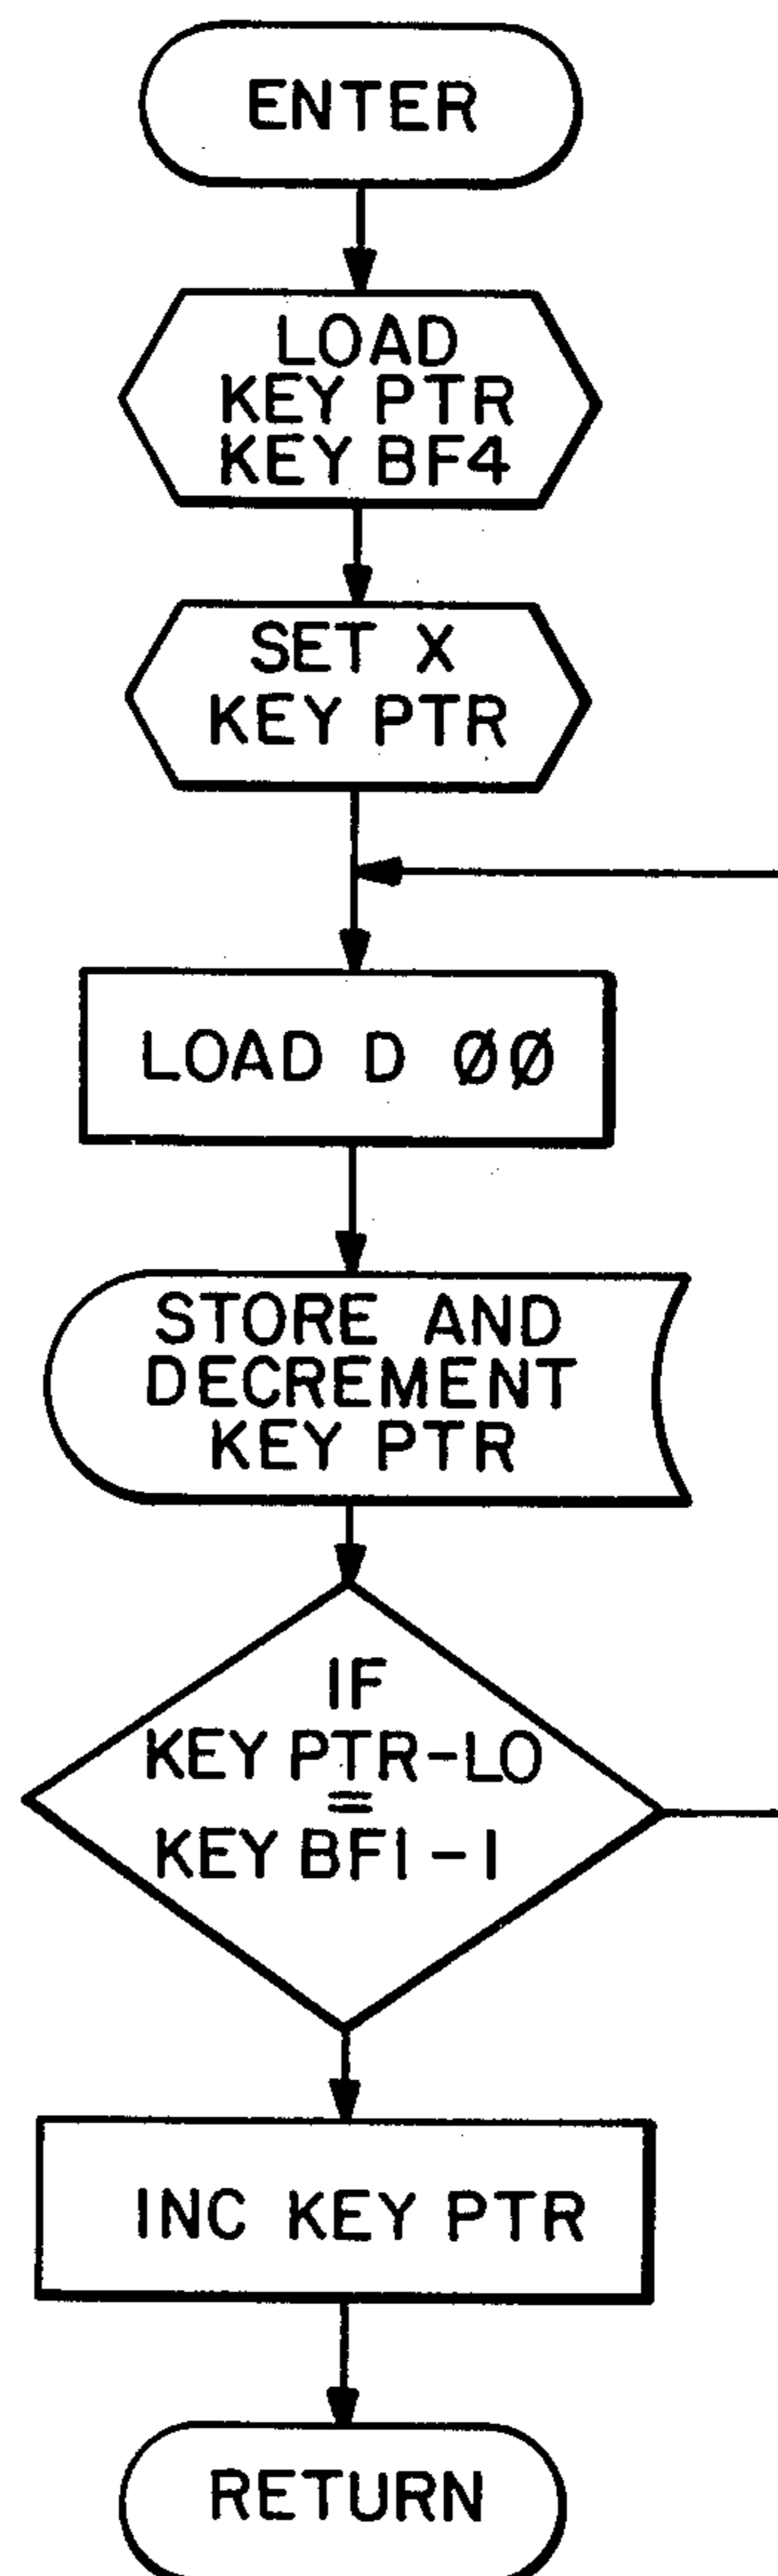 ENTER
LOAD
KEY PTR
KEY BF4
SET X
KEY PTR
LOAD D ØØ
STORE AND
DECREMENT
KEY PTR
IF
KEY PTR-LO
=
KEY BF1-1
INC KEY PTR
RETURN